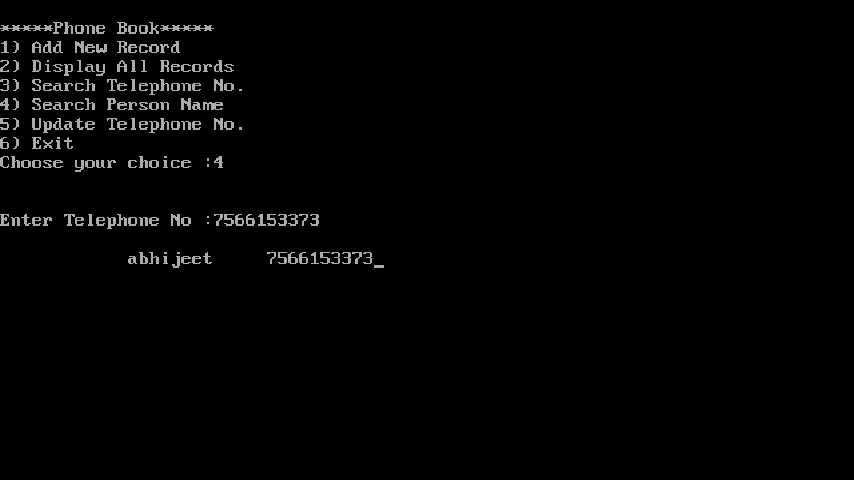 *****Phone Book*****
1) Add New Record
2) Display All Records
3) Search Telephone No.
4) Search Person Name
5) Update Telephone No.
6) Exit
Choose your choice :4
Enter Telephone No :7566153373
abhijeet     7566153373_